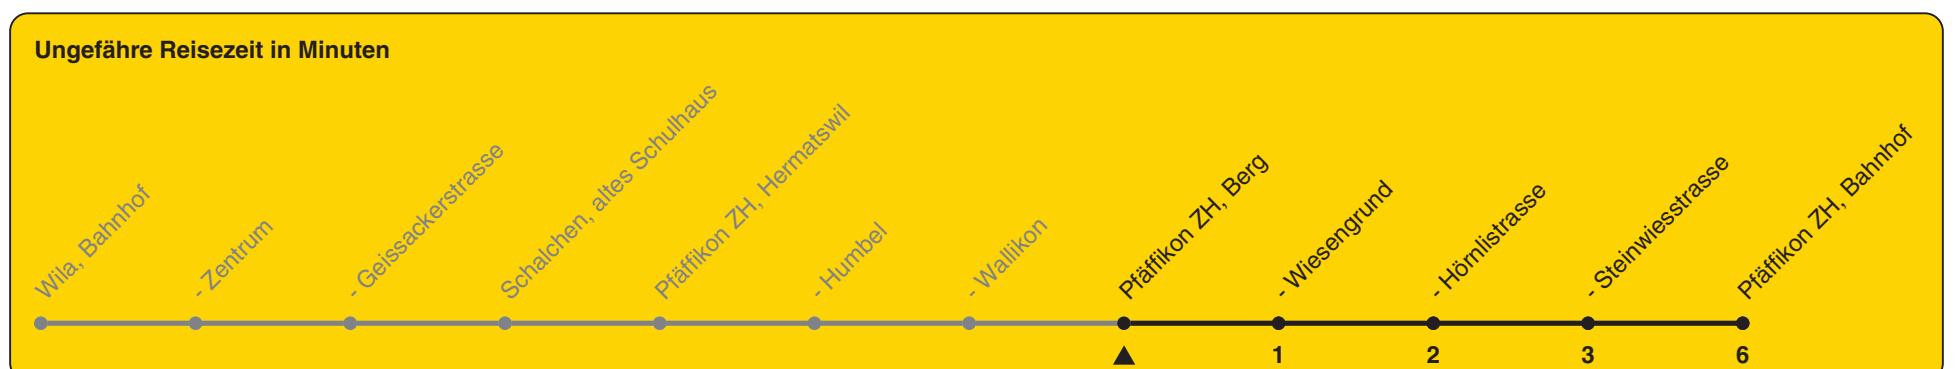 Ungefähre Reisezeit in Minuten
Wila, Bahnhof
- Zentrum
- Geissackerstrasse
Schalchen, altes Schulhaus
Pfäffikon ZH, Hermatswil
- Humbel
- Wallikon
Pfäffikon ZH, Berg
- Wiesengrund
- Hörnlistrasse
- Steinwiesstrasse
Pfäffikon ZH, Bahnhof
1 2 3 6